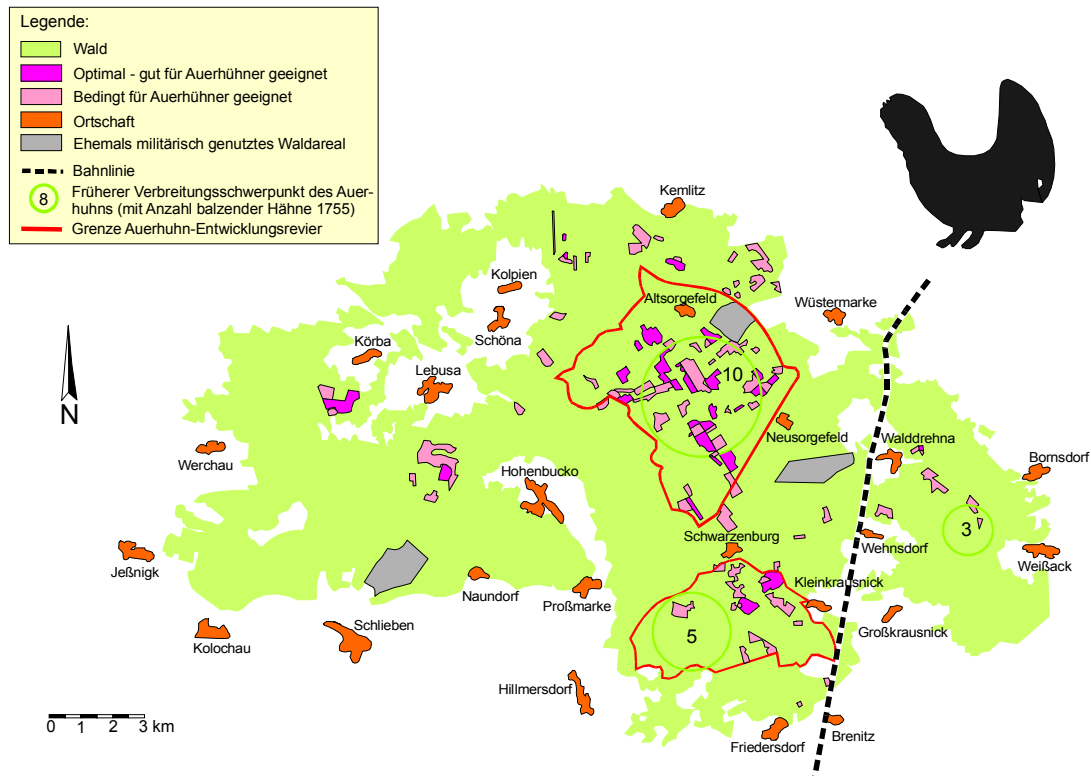 Legende:
Wald
Optimal - gut für Auerhühner geeignet
Bedingt für Auerhühner geeignet
Ortschaft
Ehemals militärisch genutztes Waldareal
Bahnlinie
8
Früherer Verbreitungsschwerpunkt des Auer-
huhns (mit Anzahl balzender Hähne 1755)
Grenze Auerhuhn-Entwicklungsrevier
Kemlitz
Kolpien
Altsorgefeld
Wüstermarke
Schöna
Körba
Lebusa
N
10
Neusorgefeld
Walddrehna
Werchau
Hohenbucko
Bornsdorf
3
Schwarzenburg
Wehnsdorf
Weißack
Jeßnigk
Naundorf
Proßmarke
Kleinkrausnick
Großkrausnick
Kolochau
Schlieben
5
Hillmersdorf
0 1 2 3 km
Friedersdorf
Brenitz